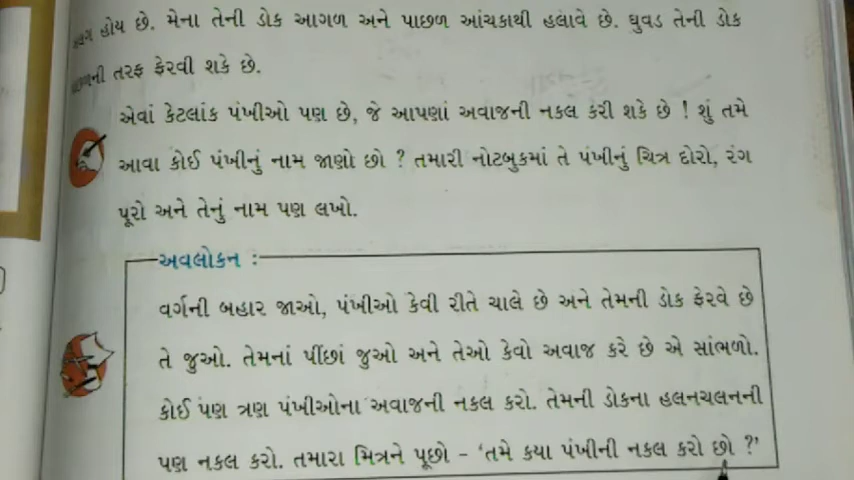 હોય છે. મેના તેની ડોક આગળ અને પાછળ આંચકાથી હલાવે છે. ઘુવડ તેની ડોક
તરફ ફેરવી શકે છે.
એવાં કેટલાંક પંખીઓ પણ છે, જે આપણાં અવાજની નકલ કરી શકે છે ! શું તમે
આવા કોઈ પંખીનું નામ જાણો છો ? તમારી નોટબુકમાં તે પંખીનું ચિત્ર દોરો, રંગ
પૂરો અને તેનું નામ પણ લખો.
અવલોકન :
વર્ગની બહાર જાઓ, પંખીઓ કેવી રીતે ચાલે છે અને તેમની ડોક ફેરવે છે
તે જુઓ. તેમનાં પીંછાં જુઓ અને તેઓ કેવો અવાજ કરે છે એ સાંભળો.
કોઈ પણ ત્રણ પંખીઓના અવાજની નકલ કરો. તેમની ડોકના હલનચલનની
પણ નકલ કરો. તમારા મિત્રને પૂછો - ‘તમે કયા પંખીની નકલ કરો છો ?’